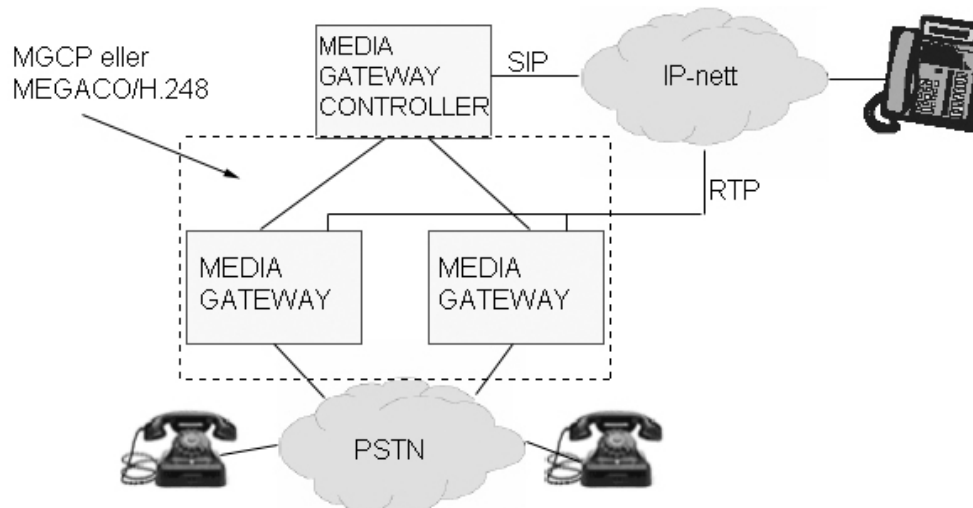 MGCP eller
MEGACO/H.248
MEDIA
GATEWAY
CONTROLLER
SIP
IP-nett
RTP
MEDIA
GATEWAY
MEDIA
GATEWAY
PSTN